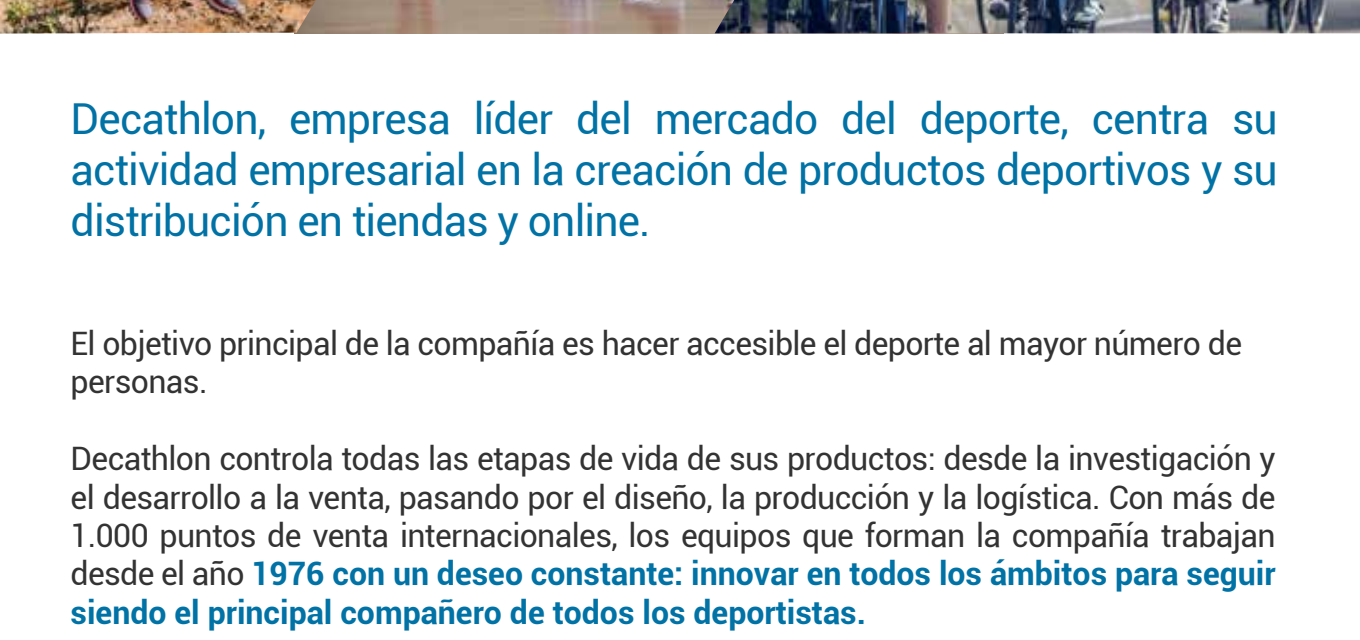 Decathlon, empresa líder del mercado del deporte, centra su
actividad empresarial en la creación de productos deportivos y su
distribución en tiendas y online.
El objetivo principal de la compañía es hacer accesible el deporte al mayor número de
personas.
Decathlon controla todas las etapas de vida de sus productos: desde la investigación y
el desarrollo a la venta, pasando por el diseño, la producción y la logística. Con más de
1.000 puntos de venta internacionales, los equipos que forman la compañía trabajan
desde el año 1976 con un deseo constante: innovar en todos los ámbitos para seguir
siendo el principal compañero de todos los deportistas.